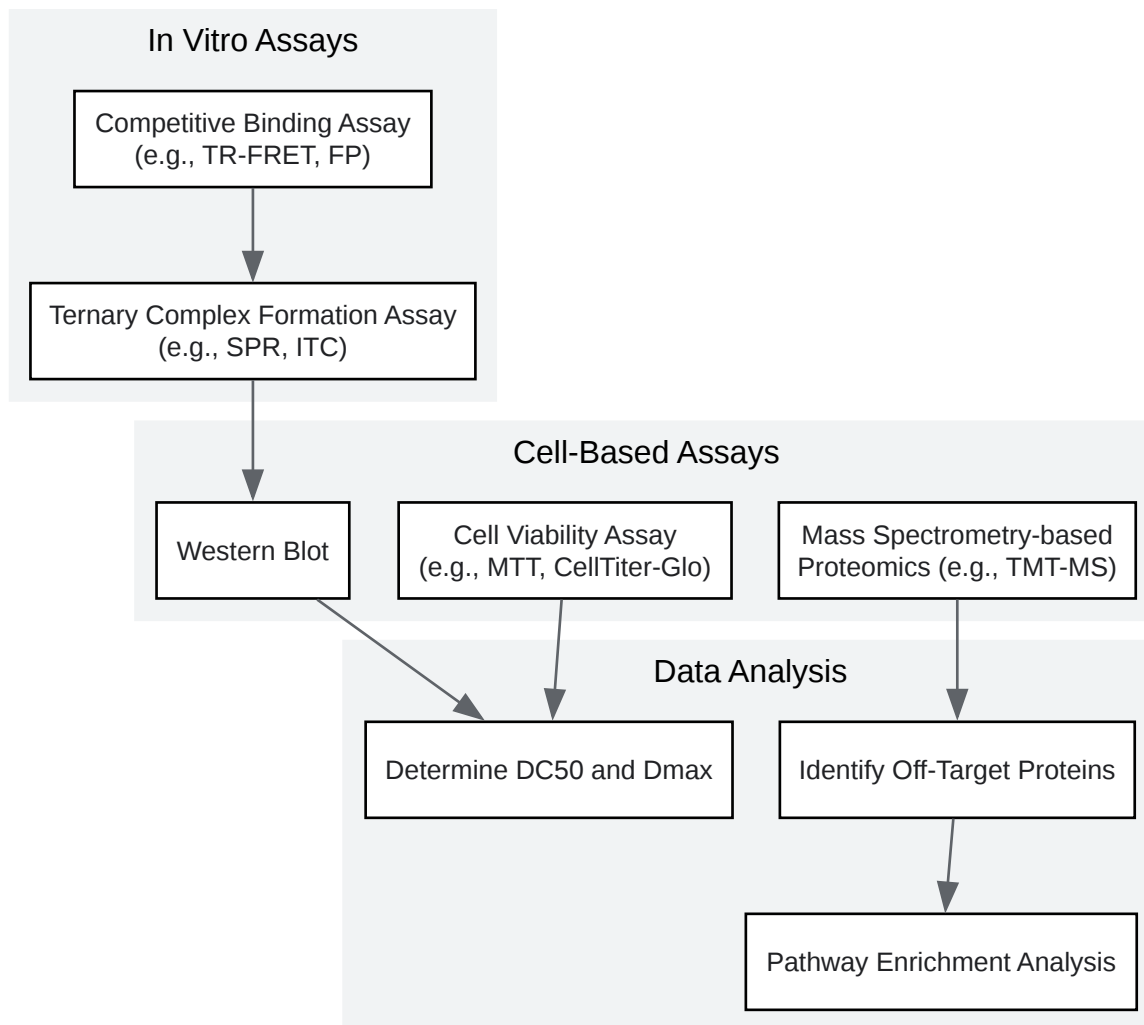 In Vitro Assays
Competitive Binding Assay
(e.g., TR-FRET, FP)
Ternary Complex Formation Assay
(e.g., SPR, ITC)
Cell-Based Assays
Western Blot
Cell Viability Assay
(e.g., MTT, CellTiter-Glo)
Mass Spectrometry-based
Proteomics (e.g., TMT-MS)
Data Analysis
Determine DC50 and Dmax
Identify Off-Target Proteins
Pathway Enrichment Analysis